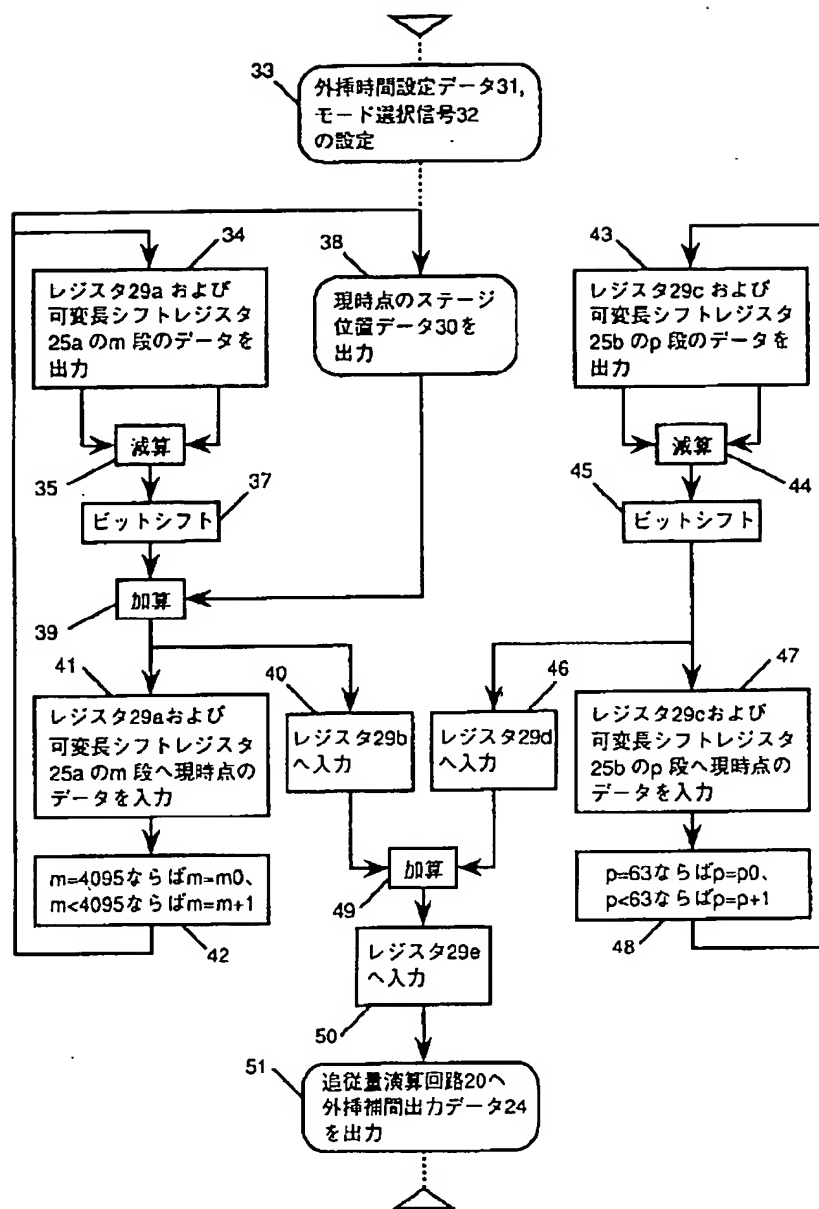 33
外挿時間設定データ31,
モード選択信号32
の設定
34
レジスタ29a および
可変長シフトレジスタ
25a のm 段のデータを
出力
38
現時点のステージ
位置データ30を
出力
43
レジスタ29c および
可変長シフトレジスタ
25b のp 段のデータを
出力
減算
35
減算
44
37
ビットシフト
45
ビットシフト
加算
39
41
レジスタ29aおよび
可変長シフトレジスタ
25a のm 段へ現時点の
データを入力
40
レジスタ29b
へ入力
46
レジスタ29d
へ入力
47
レジスタ29cおよび
可変長シフトレジスタ
25b のp 段へ現時点の
データを入力
加算
49
m=4095ならばm=m0、
m<4095ならばm=m+1
42
p=63ならばp=p0、
p<63ならばp=p+1
48
レジスタ29e
へ入力
50
51
追従量演算回路20へ
外挿補間出力データ24
を出力